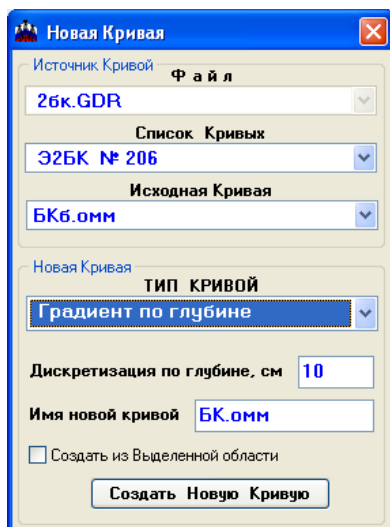 Новая Кривая
Источник Кривой
Ф а й л
2бк.GDR
Список Кривых
Э2БК № 206
Исходная Кривая
БКб.омм
Новая Кривая
ТИП КРИВОЙ
Градиент по глубине
Дискретизация по глубине, см 10
Имя новой кривой БК.омм
Создать из Выделенной области
Создать Новую Кривую